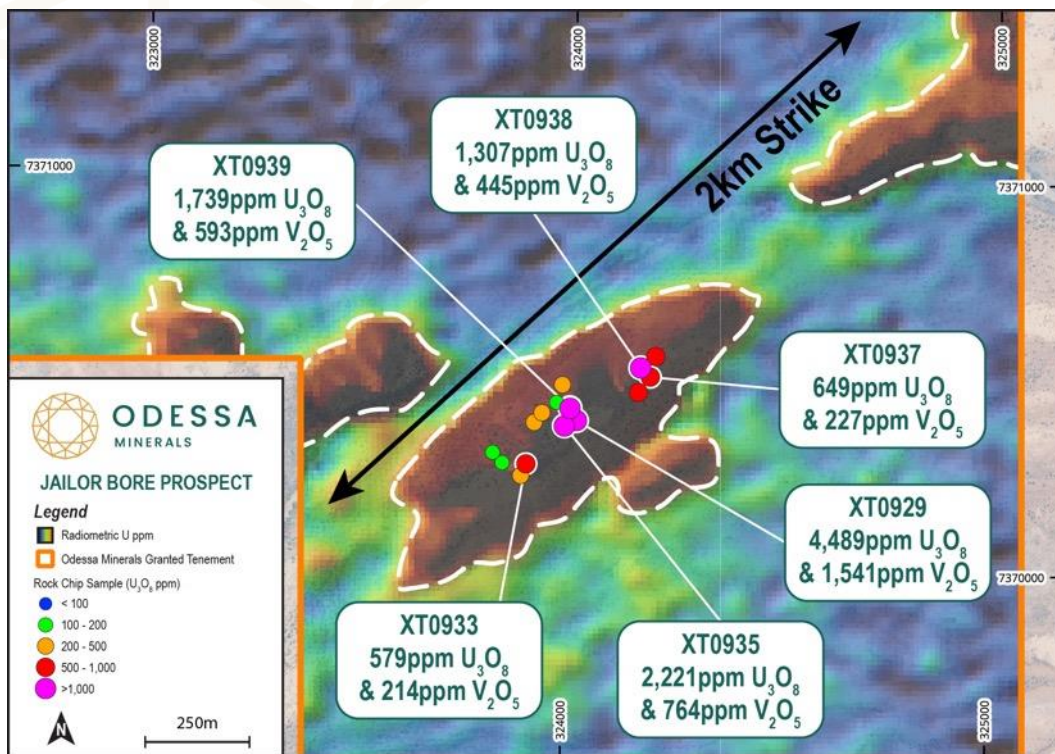 323000
324000
325000
7371000
7371000
XT0939
1,739ppm U₃O₈
& 593ppm V₂O₅
XT0938
1,307ppm U₃O₈
& 445ppm V₂O₅
2km Strike
XT0937
649ppm U₃O₈
& 227ppm V₂O₅
XT0929
4,489ppm U₃O₈
& 1,541ppm V₂O₅
7370000
XT0933
579ppm U₃O₈
& 214ppm V₂O₅
XT0935
2,221ppm U₃O₈
& 764ppm V₂O₅
ODESSA
MINERALS
JAILOR BORE PROSPECT
Legend
Radiometric U ppm
Odessa Minerals Granted Tenement
Rock Chip Sample (U₃O₈ ppm)
< 100
100 - 200
200 - 500
500 - 1,000
>1,000
N
250m
324000
325000